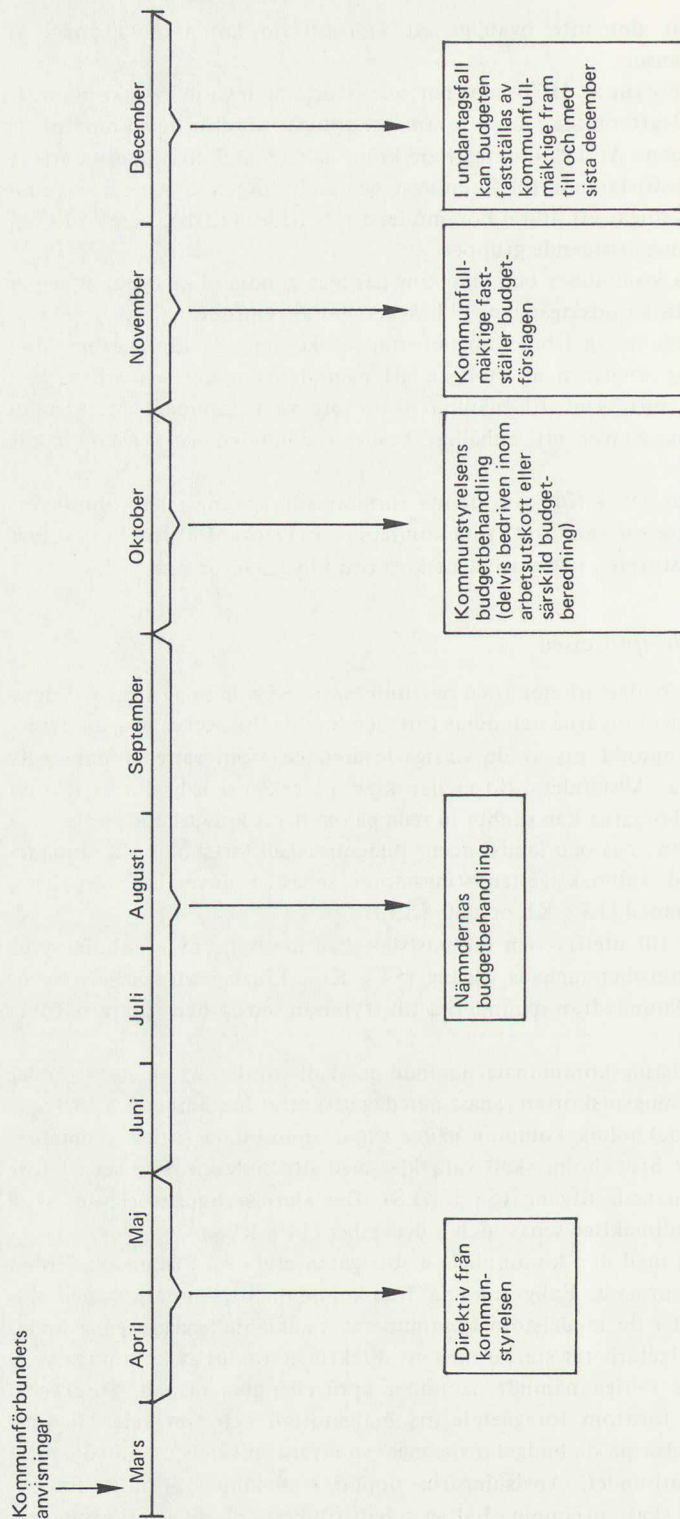 Kommunförbundets
anvisningar
Mars
April
Maj
Juni
Juli
Augusti
September
Oktober
November
December
Direktiv från
kommun-
styrelsen
Nämndernas
budgetbehandling
Kommunstyrelsens
budgetbehandling
(delvis bedriven inom
arbetsutskott eller
särskild budget-
beredning)
Kommunfull-
mäktige fast-
ställer budget-
förslagen
I undantagsfall
kan budgeten
fastställas av
kommunfull-
mäktige fram
till och med
sista december